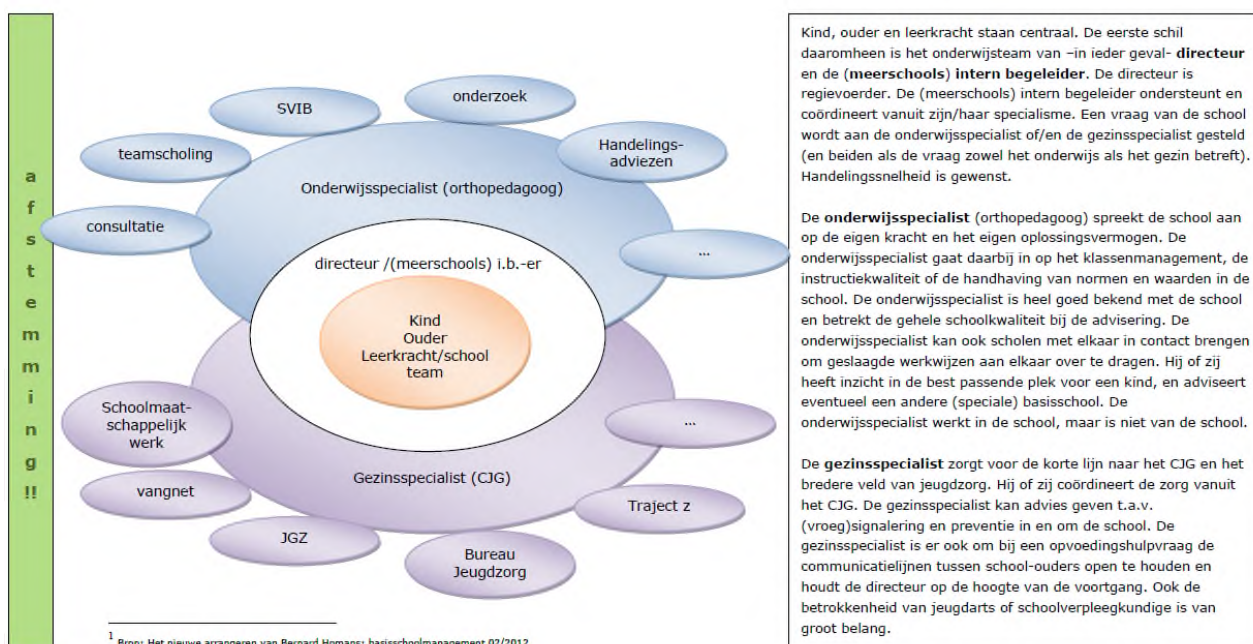 afstemming!!
SVIB
onderzoek
teamscholing
Handelings-
adviezen
consultatie
Onderwijsspecialist (orthopedagoog)
...
directeur /(meerschools) i.b.-er
Kind
Ouder
Leerkracht/school
team
Schoolmaat-
schappelijk
werk
...
Gezinsspecialist (CJG)
vangnet
Traject z
JGZ
Bureau
Jeugdzorg
1 Bron: Het nieuwe arrangeren van Bernard Homans; basisschoolmanagement 02/2012
Kind, ouder en leerkracht staan centraal. De eerste schil
daaromheen is het onderwijsteam van –in ieder geval- directeur
en de (meerschools) intern begeleider. De directeur is
regievoerder. De (meerschools) intern begeleider ondersteunt en
coördineert vanuit zijn/haar specialisme. Een vraag van de school
wordt aan de onderwijsspecialist of/en de gezinsspecialist gesteld
(en beiden als de vraag zowel het onderwijs als het gezin betreft).
Handelingssnelheid is gewenst.
De onderwijsspecialist (orthopedagoog) spreekt de school aan
op de eigen kracht en het eigen oplossingsvermogen. De
onderwijsspecialist gaat daarbij in op het klassenmanagement, de
instructiekwaliteit of de handhaving van normen en waarden in de
school. De onderwijsspecialist is heel goed bekend met de school
en betrekt de gehele schoolkwaliteit bij de advisering. De
onderwijsspecialist kan ook scholen met elkaar in contact brengen
om geslaagde werkwijzen aan elkaar over te dragen. Hij of zij
heeft inzicht in de best passende plek voor een kind, en adviseert
eventueel een andere (speciale) basisschool. De
onderwijsspecialist werkt in de school, maar is niet van de school.
De gezinsspecialist zorgt voor de korte lijn naar het CJG en het
bredere veld van jeugdzorg. Hij of zij coördineert de zorg vanuit
het CJG. De gezinsspecialist kan advies geven t.a.v.
(vroeg)signalering en preventie in en om de school. De
gezinsspecialist is er ook om bij een opvoedingshulpvraag de
communicatielijnen tussen school-ouders open te houden en
houdt de directeur op de hoogte van de voortgang. Ook de
betrokkenheid van jeugdarts of schoolverpleegkundige is van
groot belang.